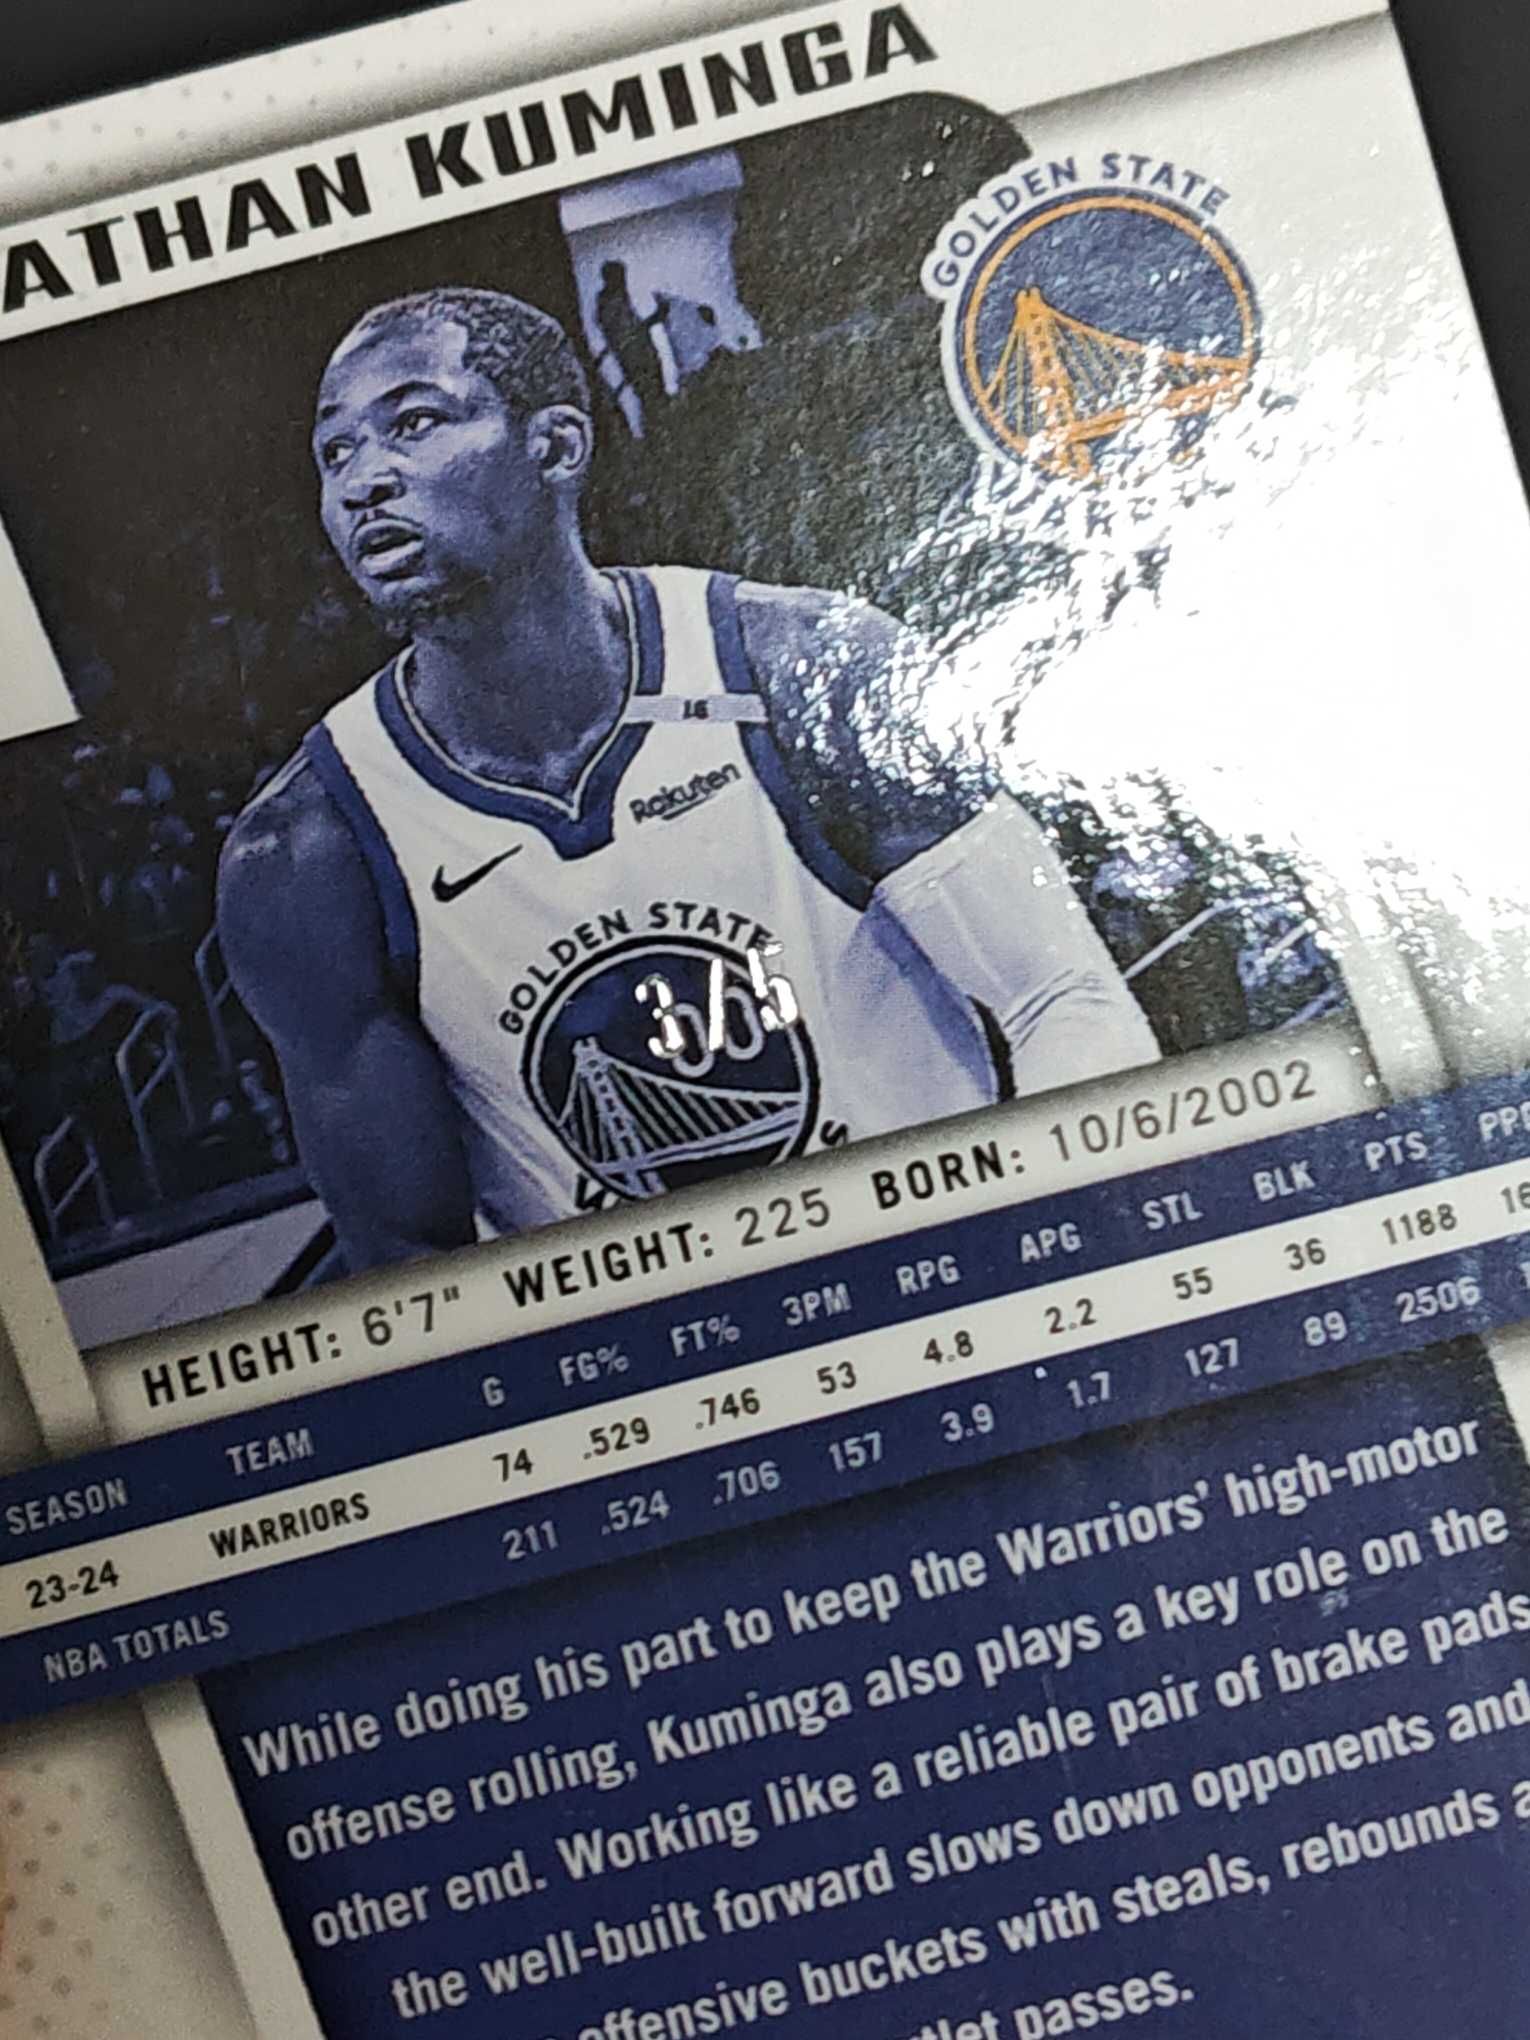 ATHAN KUMINGA
GOLDEN STATE
16
Rakuten
GOLDEN STATE
3/5
HEIGHT: 6'7" WEIGHT: 225 BORN: 10/6/2002
SEASON TEAM G FG% FT% 3PM RPG APG STL BLK PTS
23-24 WARRIORS 74 .529 .746 53 4.8 2.2 55 36 1188 16
NBA TOTALS 211 .524 .706 157 3.9 1.7 127 89 2506
While doing his part to keep the Warriors' high-motor
offense rolling, Kuminga also plays a key role on the
other end. Working like a reliable pair of brake pads
the well-built forward slows down opponents and
offensive buckets with steals, rebounds
passes.